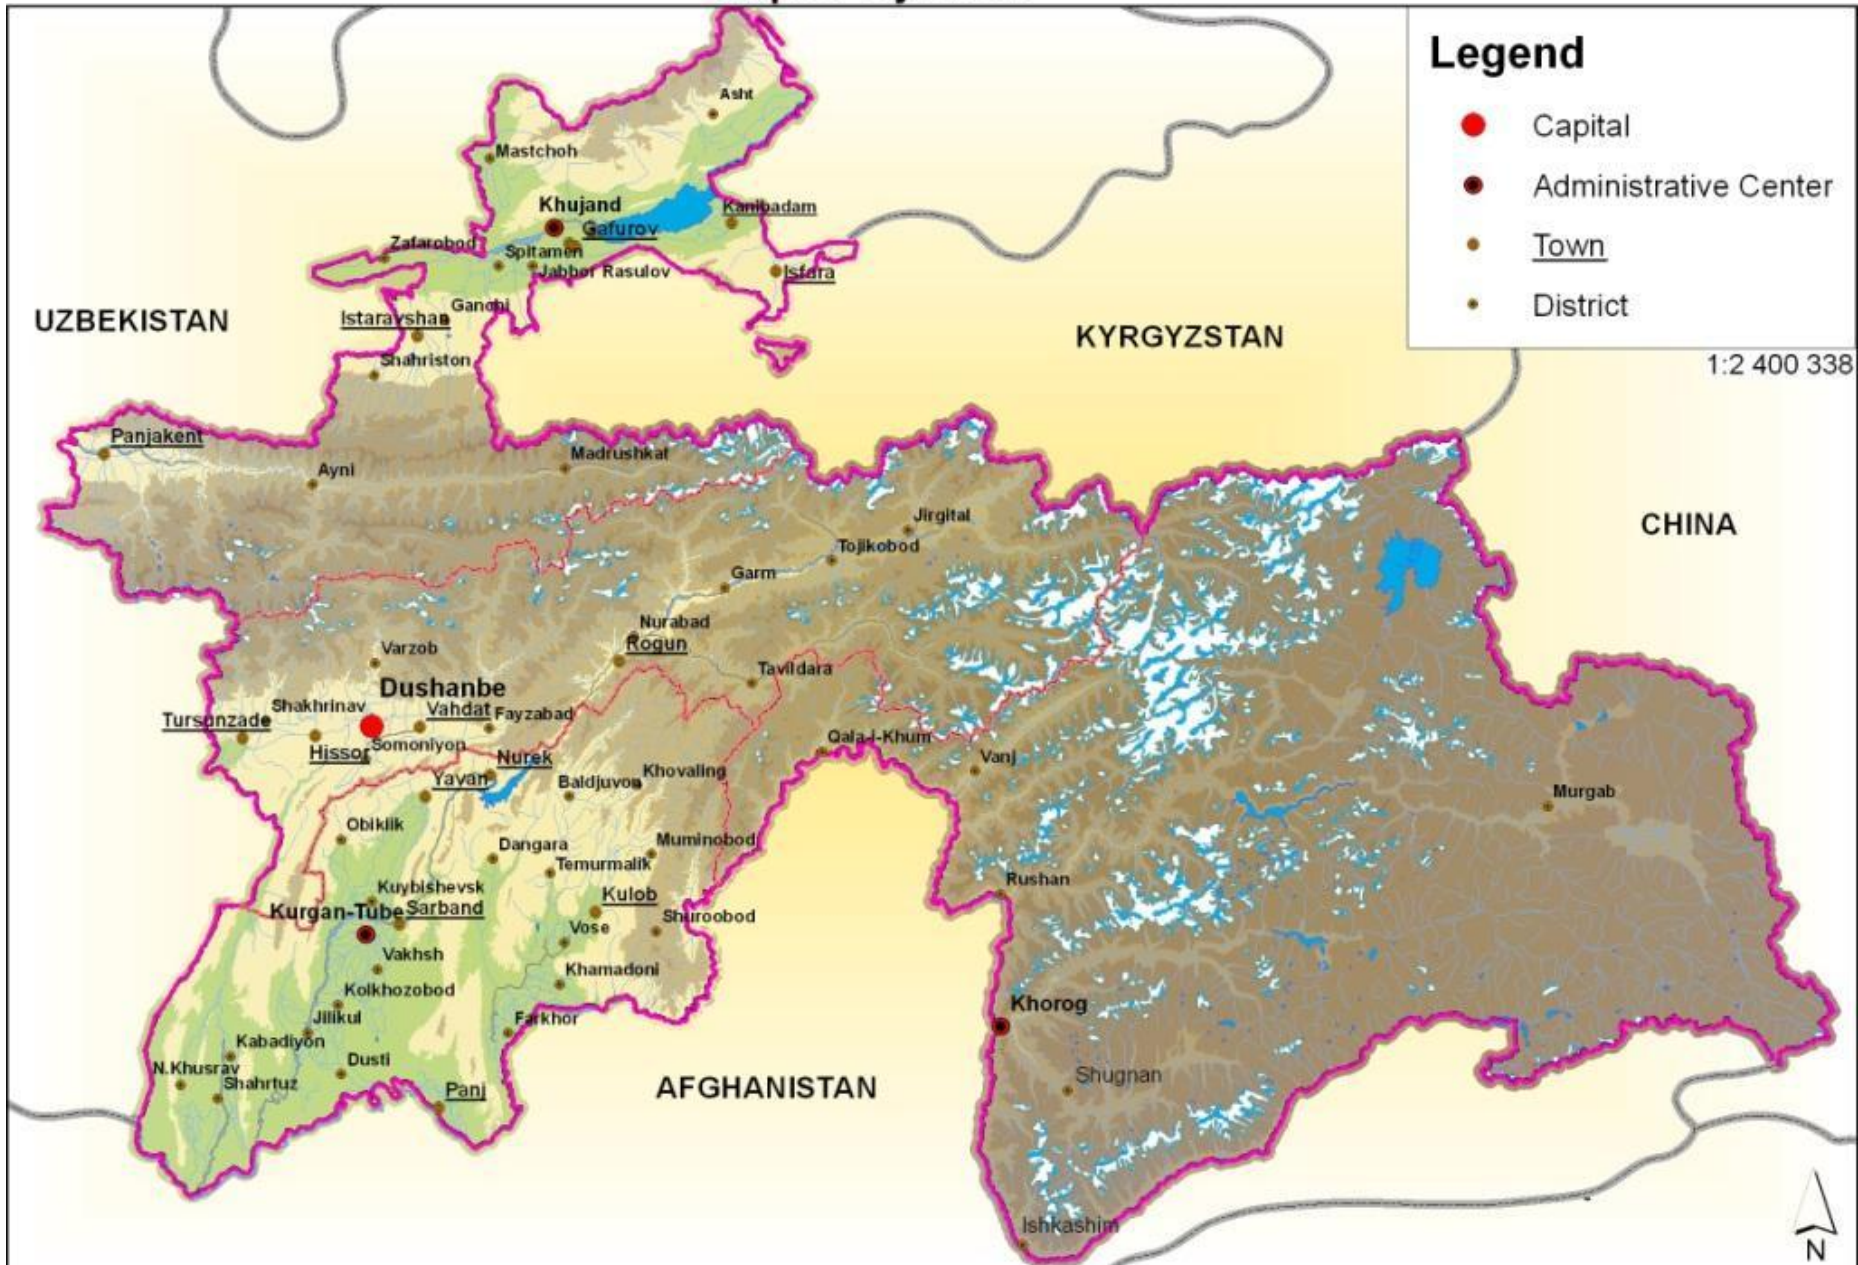 Legend
Capital
Administrative Center
Town
District
1:2 400 338
Asht
Mastchoh
Khujand
Gafurov
Kanibadam
Zafarobod
Spitamen
Jabbor Rasulov
Isfara
Ganchi
Istaravshan
UZBEKISTAN
KYRGYZSTAN
Shahriston
Panjakent
Madrushkat
Ayni
CHINA
Jirgital
Tojikobod
Garm
Nurabad
Rogun
Varzob
Tavildara
Dushanbe
Shakhrinav
Vahdat
Fayzabad
Tursunzade
Hissor
Somoniyon
Qala-i-Khum
Nurek
Vanj
Yavan
Baldjuvon
Khovaling
Murgab
Obikiik
Dangara
Muminobod
Temurmalik
Rushan
Kuybishevsk
Kulob
Kurgan-Tube
Sarband
Shuroobod
Vose
Vakhsh
Khamadoni
Kolkhozobod
Khorog
Jilikul
Farkhor
Kabadiyon
Dusti
N.Khusrav
Shahrtuz
Panj
AFGHANISTAN
Shugnan
Ishkashim
N